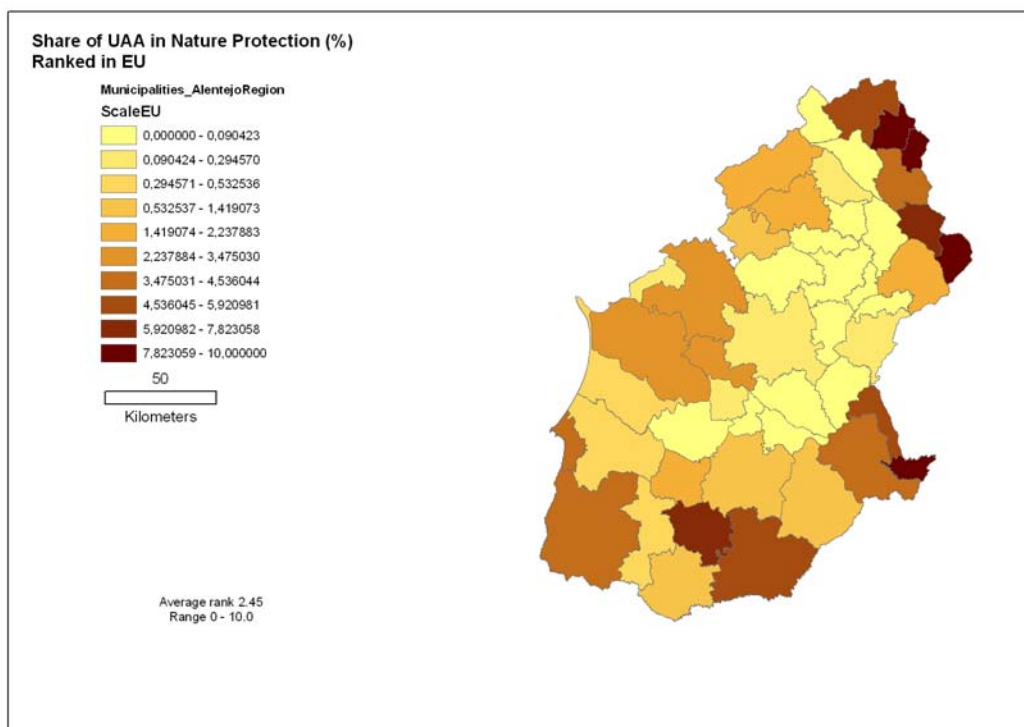 Share of UAA in Nature Protection (%)
Ranked in EU
Municipalities_AlentejoRegion
ScaleEU
0,000000 - 0,090423
0,090424 - 0,294570
0,294571 - 0,532536
0,532537 - 1,419073
1,419074 - 2,237883
2,237884 - 3,475030
3,475031 - 4,536044
4,536045 - 5,920981
5,920982 - 7,823058
7,823059 - 10,000000
50
Kilometers
Average rank 2.45
Range 0 - 10.0